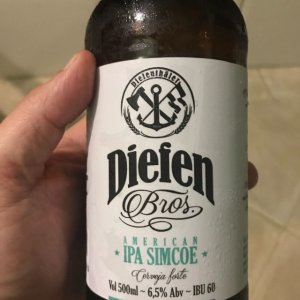 Diefenthäler
Diefen
Bros.
AMERICAN
IPA SIMCOE
Cerveja forte
Vol 500ml ~ 6,5% Abv ~ IBU 60